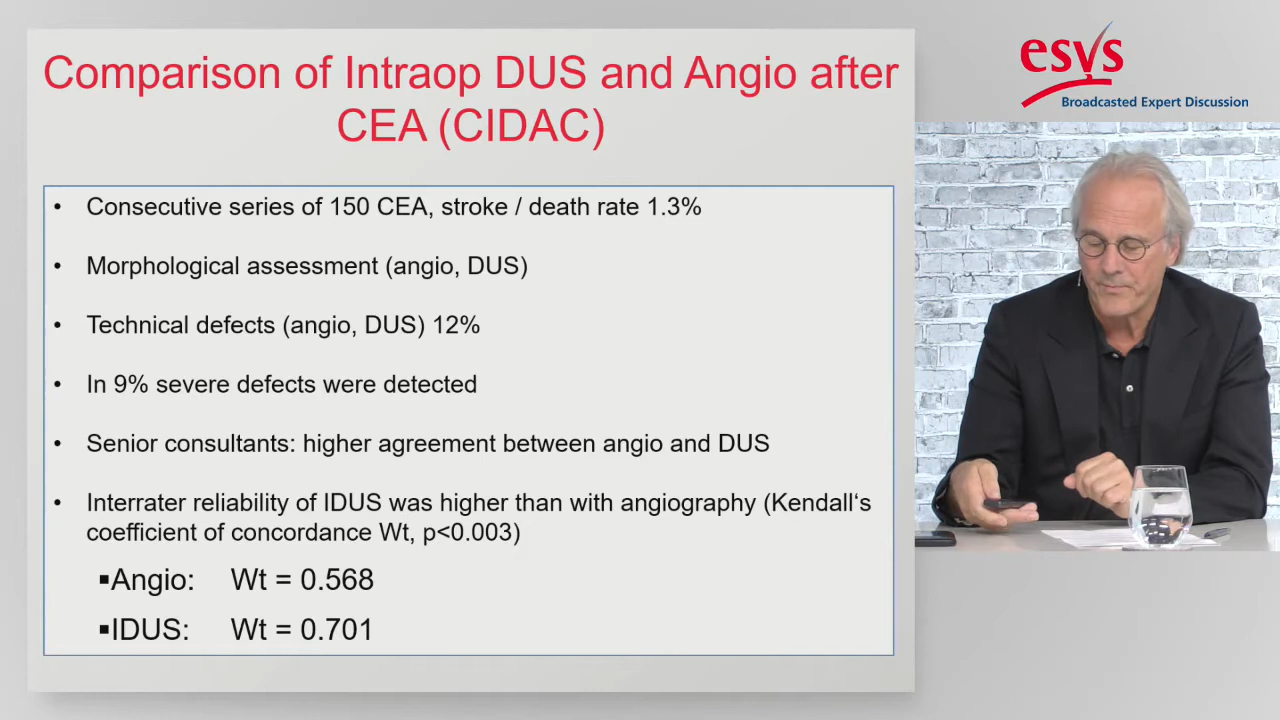 Comparison of Intraop DUS and Angio after
CEA (CIDAC)
• Consecutive series of 150 CEA, stroke / death rate 1.3%
• Morphological assessment (angio, DUS)
• Technical defects (angio, DUS) 12%
• In 9% severe defects were detected
• Senior consultants: higher agreement between angio and DUS
• Interrater reliability of IDUS was higher than with angiography (Kendall‘s
coefficient of concordance Wt, p<0.003)
▪Angio: Wt = 0.568
▪IDUS: Wt = 0.701
esvs
Broadcasted Expert Discussion